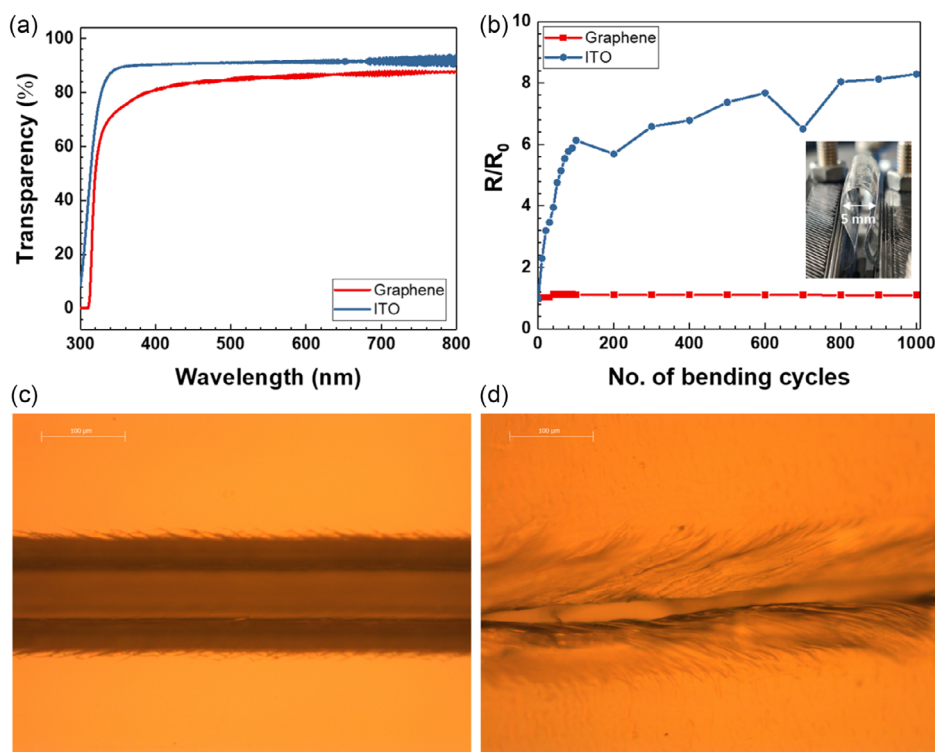 (a)
100
80
60
40
20
0
Transparency (%)
Graphene
ITO
300 400 500 600 700 800
Wavelength (nm)
(b)
10
8
6
4
2
0
R/R0
Graphene
ITO
5 mm
0 200 400 600 800 1000
No. of bending cycles
(c)
100 µm
(d)
100 µm